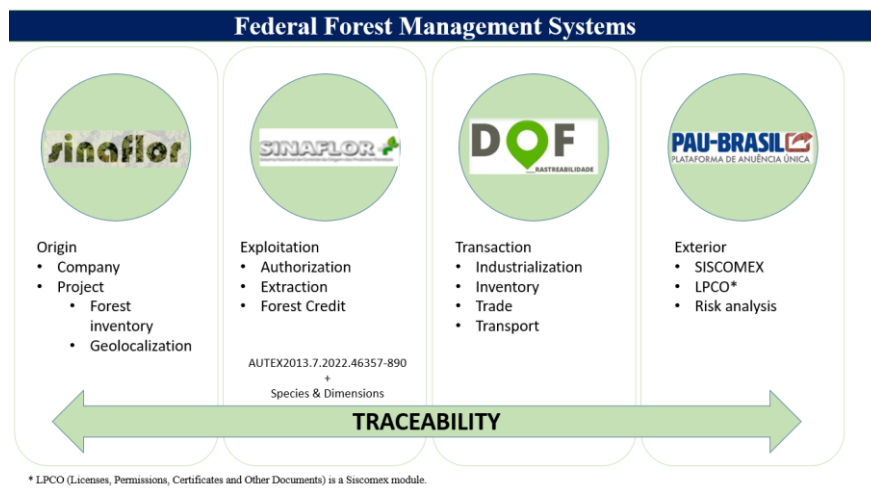 Federal Forest Management Systems
sinaflor
SINAFLOR+
DOF
RASTREABILIDADE
PAU-BRASIL
PLATAFORMA DE ANUÊNCIA ÚNICA
Origin
• Company
• Project
• Forest
inventory
• Geolocalization
Exploitation
• Authorization
• Extraction
• Forest Credit
AUTEX2013.7.2022.46357-890
+
Species & Dimensions
Transaction
• Industrialization
• Inventory
• Trade
• Transport
Exterior
• SISCOMEX
• LPCO*
• Risk analysis
TRACEABILITY
* LPCO (Licenses, Permissions, Certificates and Other Documents) is a Siscomex module.